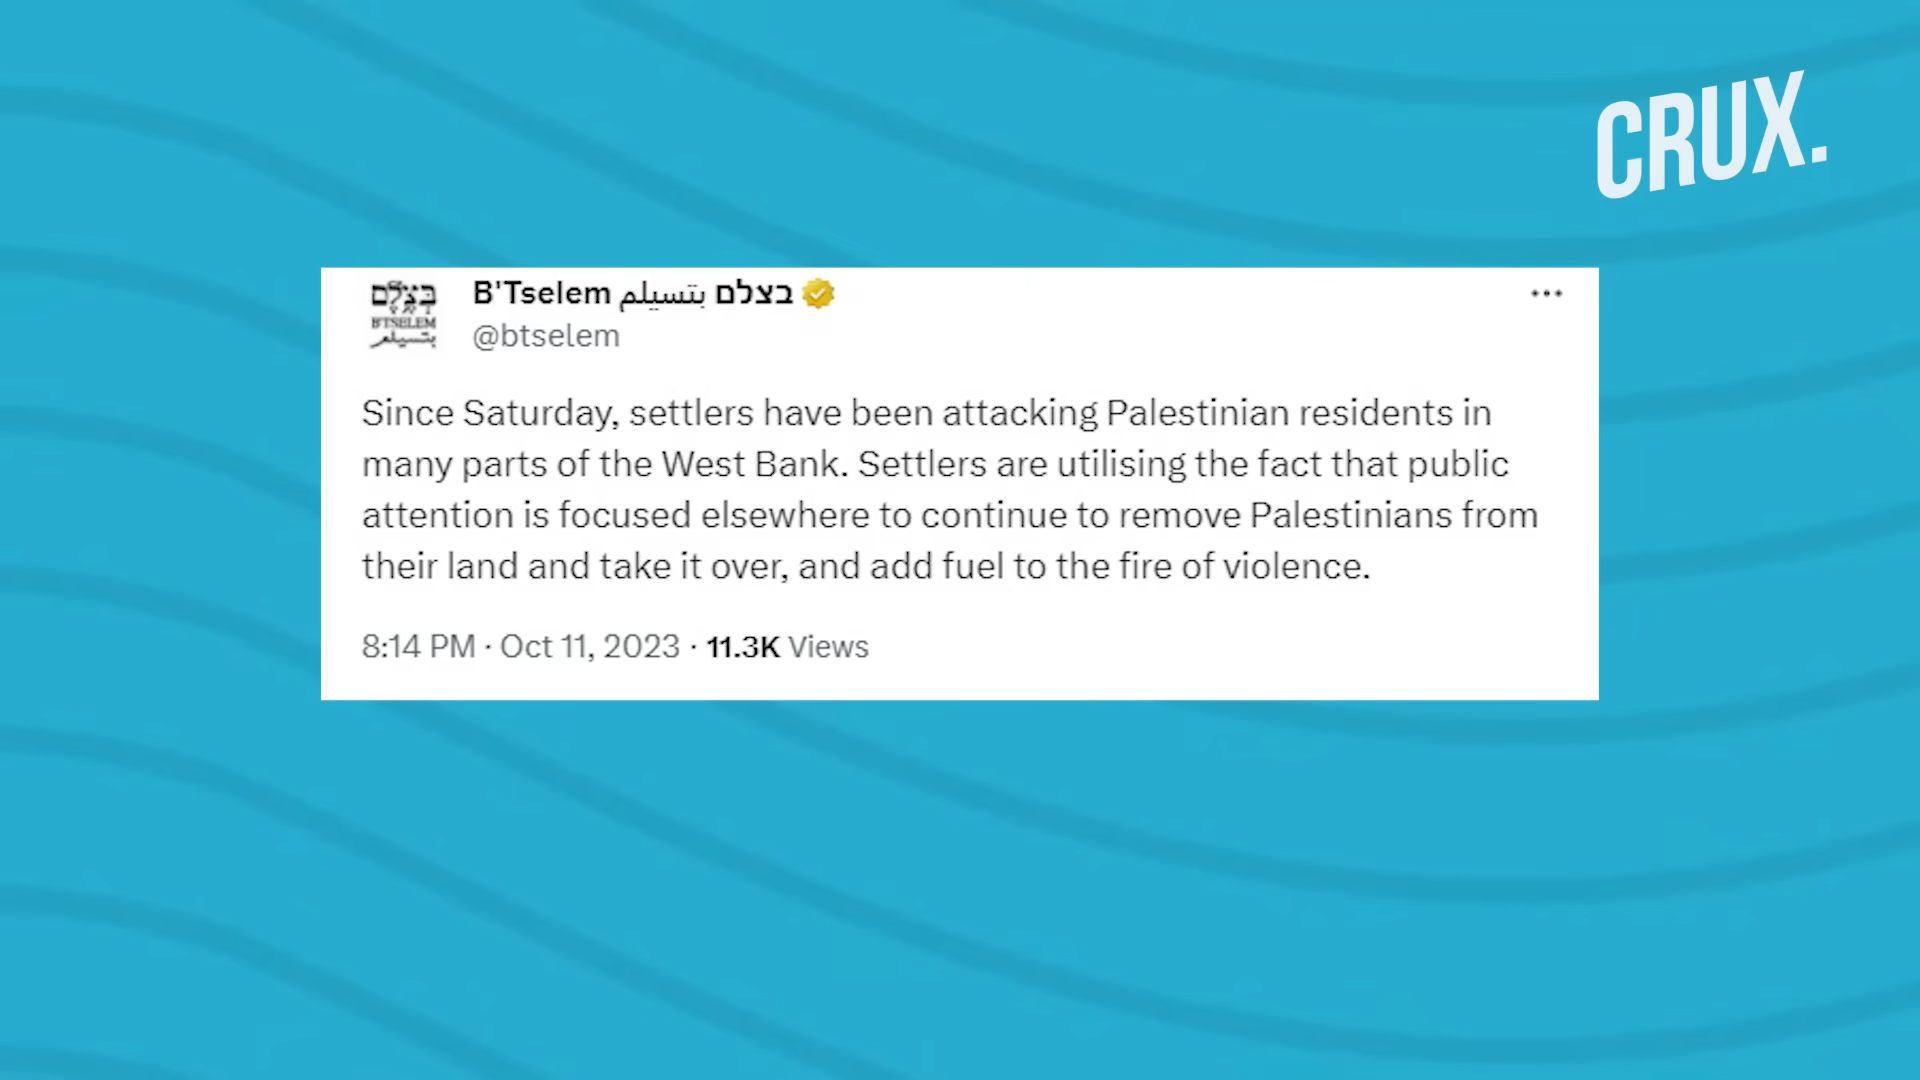 CRUX.
בצלם
B'TSELEM
بتسيلم
B'Tselem בצלם بتسيلم
@btselem
Since Saturday, settlers have been attacking Palestinian residents in
many parts of the West Bank. Settlers are utilising the fact that public
attention is focused elsewhere to continue to remove Palestinians from
their land and take it over, and add fuel to the fire of violence.
8:14 PM · Oct 11, 2023 · 11.3K Views